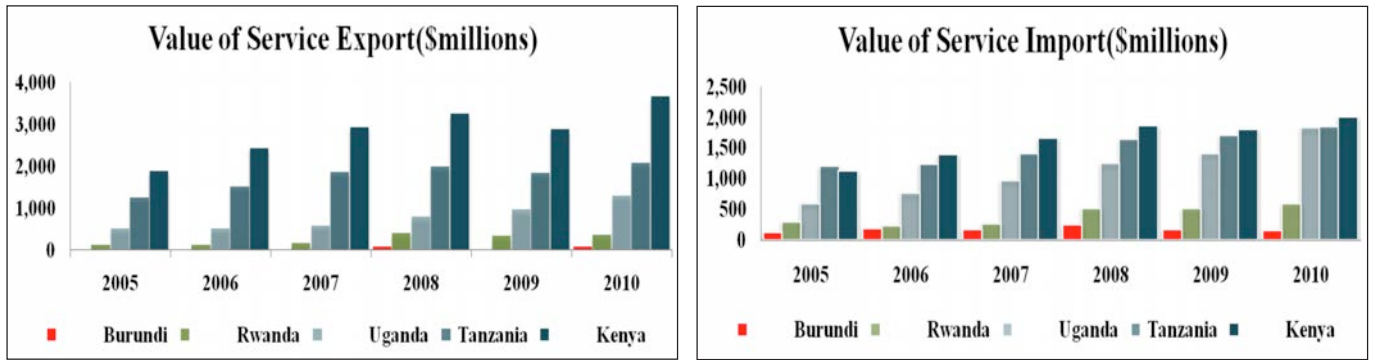 Value of Service Export($millions)
4,000
3,000
2,000
1,000
0
2005 2006 2007 2008 2009 2010
Burundi Rwanda Uganda Tanzania Kenya
Value of Service Import($millions)
2,500
2,000
1,500
1,000
500
0
2005 2006 2007 2008 2009 2010
Burundi Rwanda Uganda Tanzania Kenya